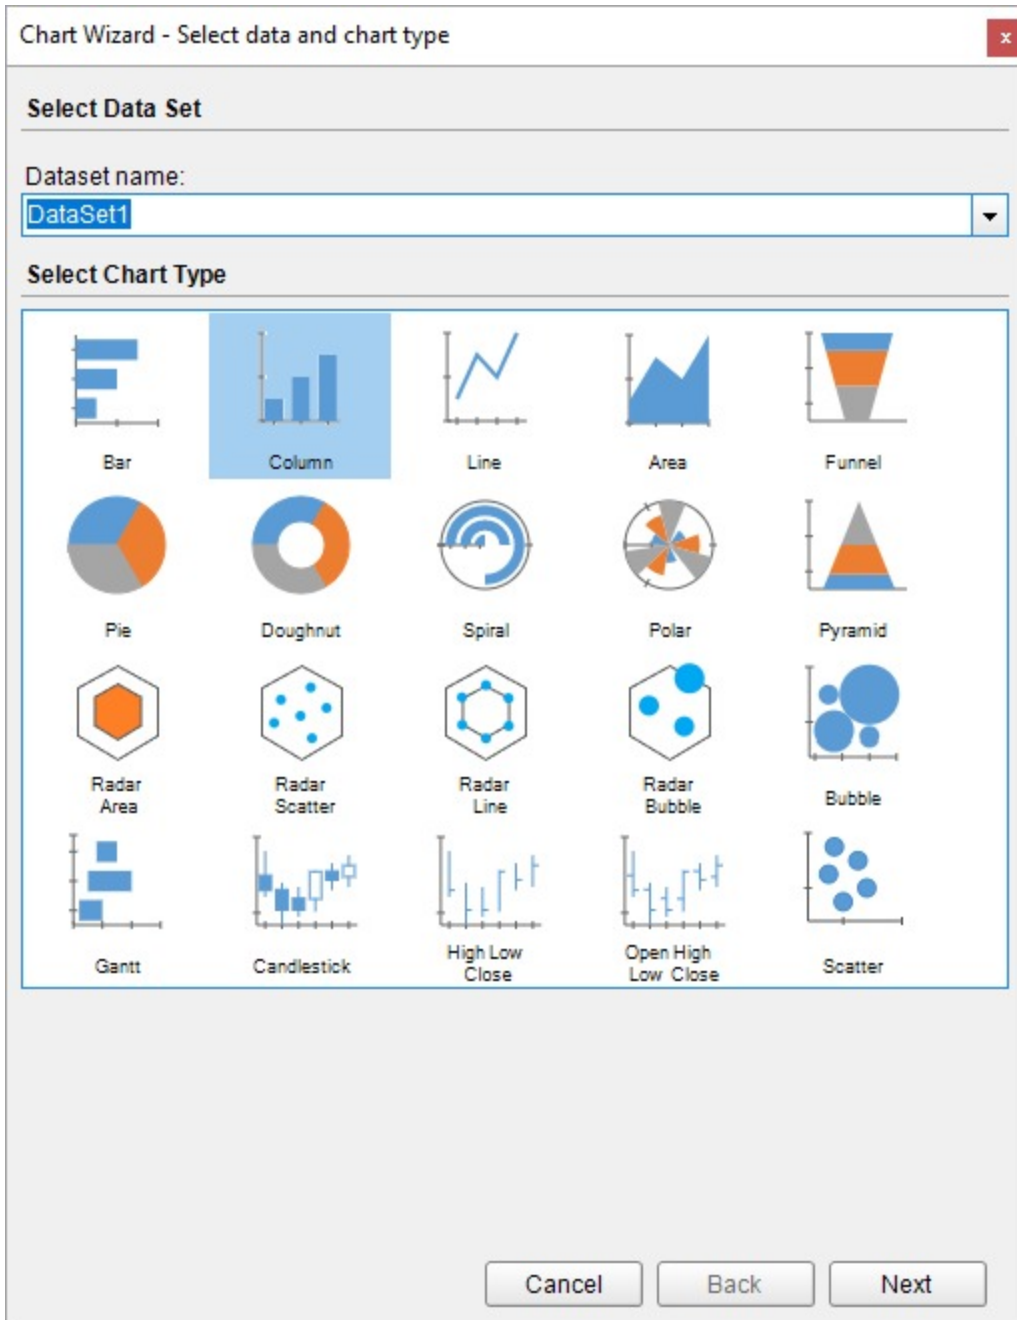 Chart Wizard - Select data and chart type
x
Select Data Set
Dataset name:
DataSet1
Select Chart Type
Bar
Column
Line
Area
Funnel
Pie
Doughnut
Spiral
Polar
Pyramid
Radar
Area
Radar
Scatter
Radar
Line
Radar
Bubble
Bubble
Gantt
Candlestick
High Low
Close
Open High
Low Close
Scatter
Cancel
Back
Next